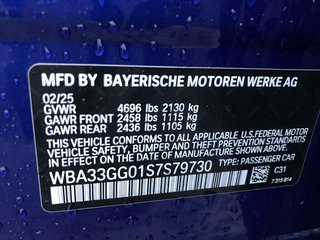 MFD BY BAYERISCHE MOTOREN WERKE AG
02/25
GVWR 4696 lbs 2130 kg
GAWR FRONT 2458 lbs 1115 kg
GAWR REAR 2436 lbs 1105 kg
THIS VEHICLE CONFORMS TO ALL APPLICABLE
U.S.FEDERAL MOTOR
VEHICLE SAFETY, BUMPER, AND THEFT PREVENTION STANDARDS
IN EFFECT ON THE DATE OF MANUFACTURE SHOWN ABOVE.
WBA33GG01S7S79730 TYPE: PASSENGER CAR
C31